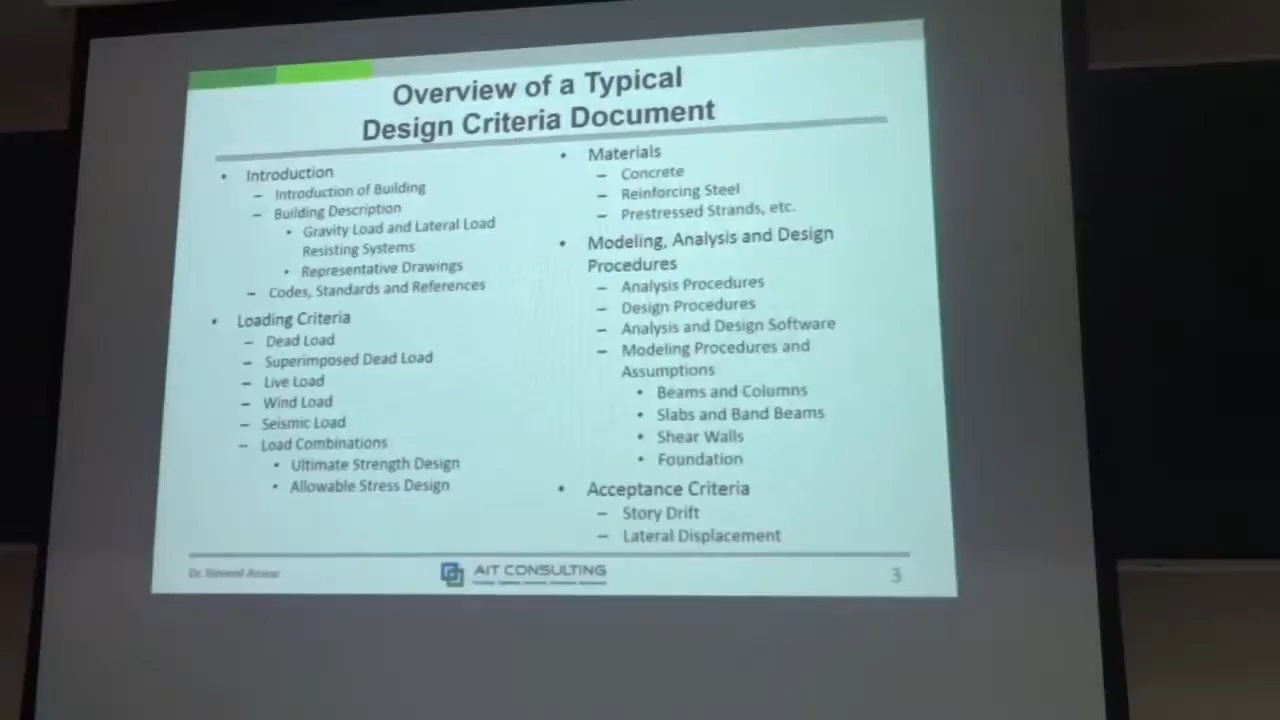 Overview of a Typical
Design Criteria Document
• Introduction
– Introduction of Building
– Building Description
• Gravity Load and Lateral Load
Resisting Systems
• Representative Drawings
– Codes, Standards and References
• Loading Criteria
– Dead Load
– Superimposed Dead Load
– Live Load
– Wind Load
– Seismic Load
– Load Combinations
• Ultimate Strength Design
• Allowable Stress Design
• Materials
– Concrete
– Reinforcing Steel
– Prestressed Strands, etc.
• Modeling, Analysis and Design
Procedures
– Analysis Procedures
– Design Procedures
– Analysis and Design Software
– Modeling Procedures and
Assumptions
• Beams and Columns
• Slabs and Band Beams
• Shear Walls
• Foundation
• Acceptance Criteria
– Story Drift
– Lateral Displacement
Dr.
AIT CONSULTING
3